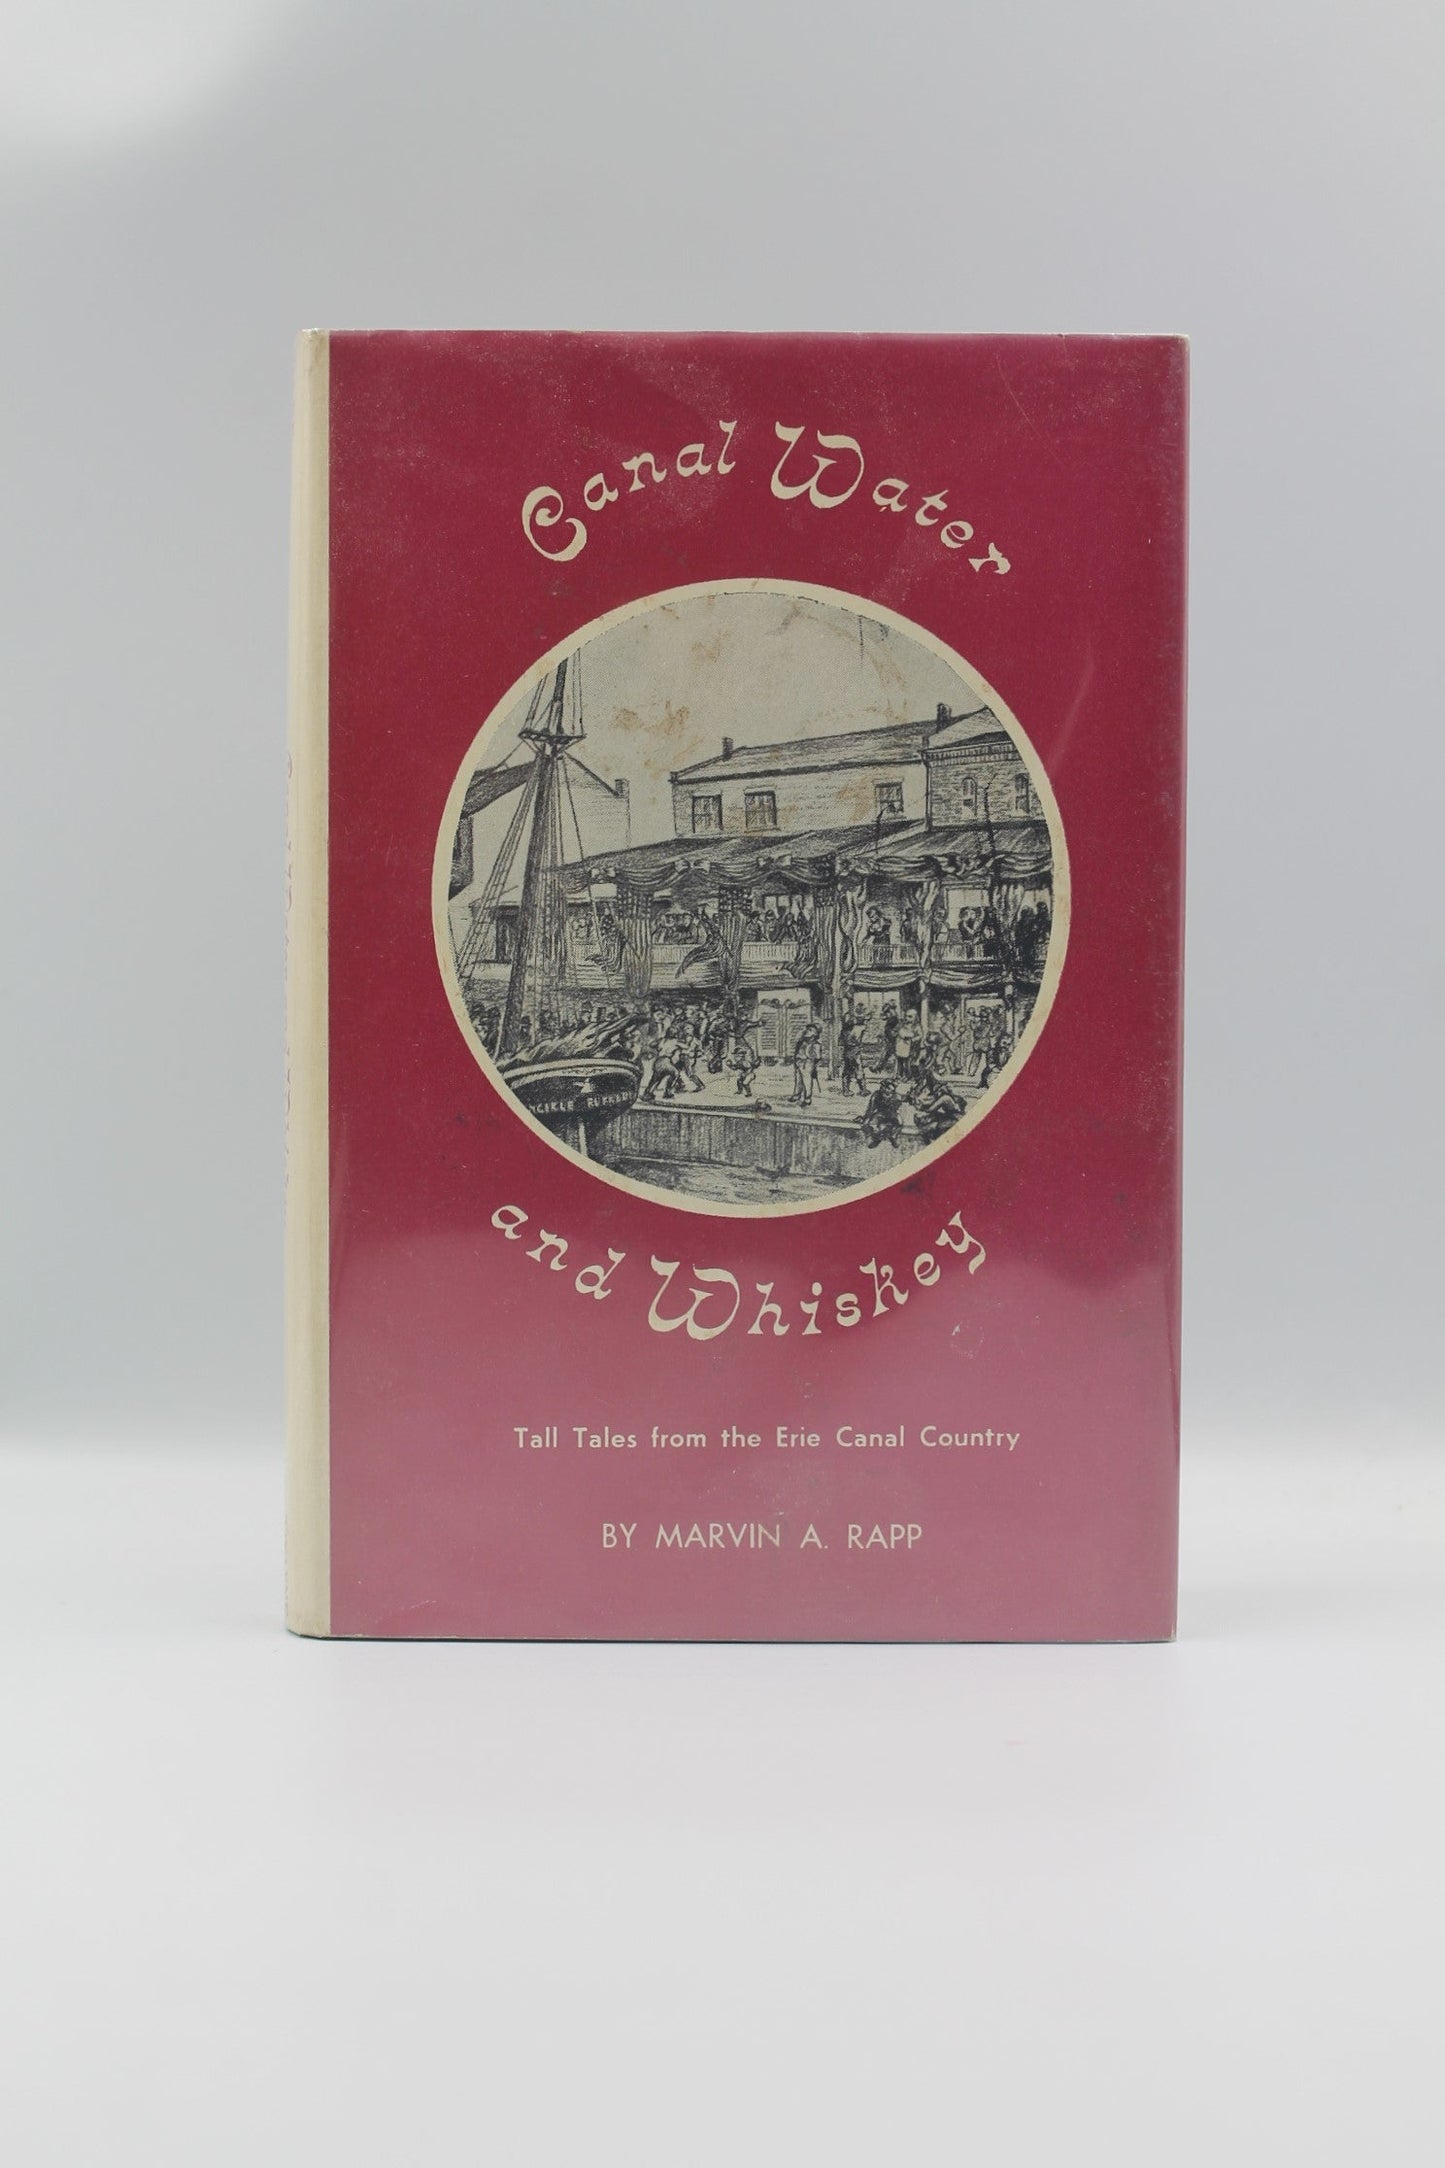 Canal Water
and Whiskey
Tall Tales from the Erie Canal Country
BY MARVIN A. RAPP